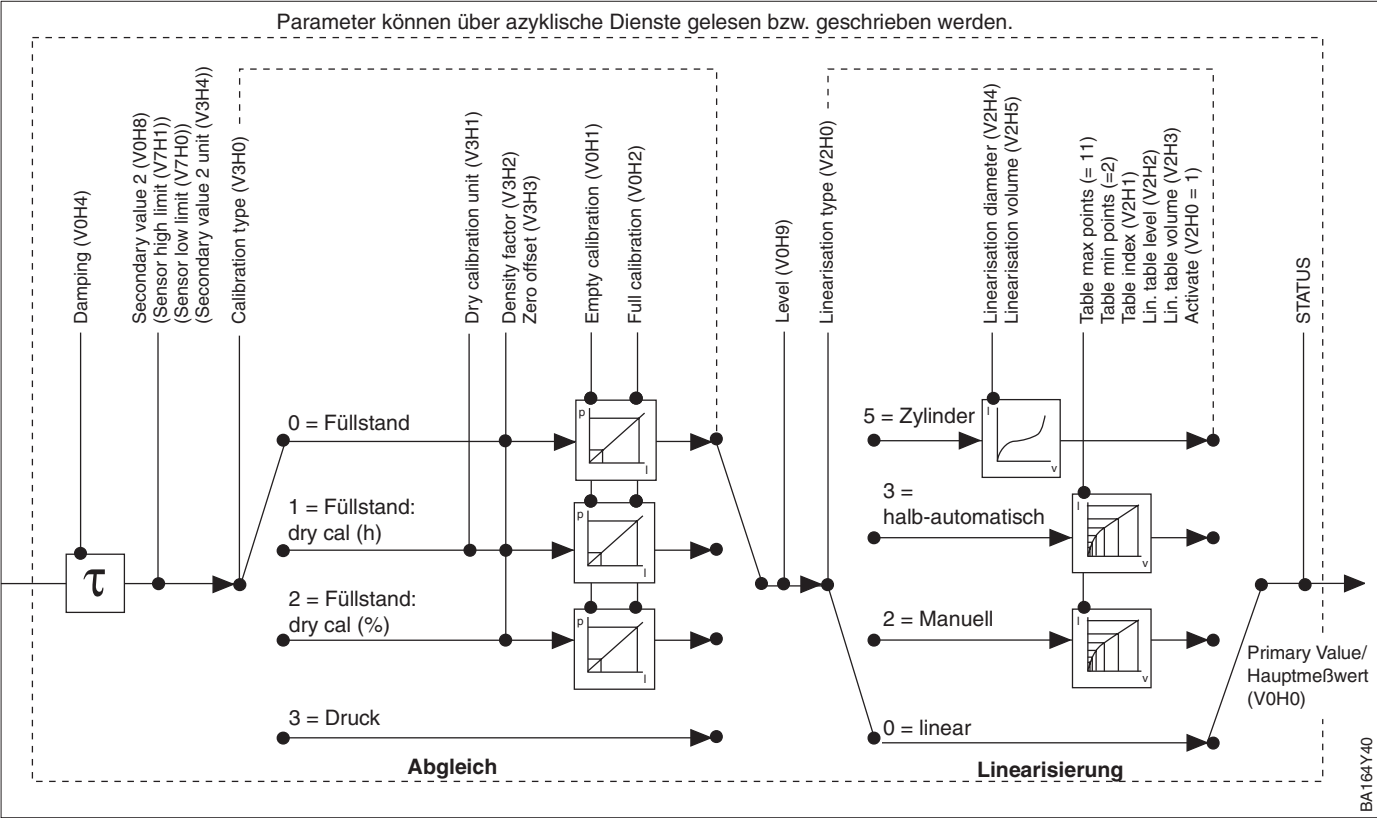 Parameter können über azyklische Dienste gelesen bzw. geschrieben werden.
Damping (V0H4)
Secondary value 2 (V0H8)
(Sensor high limit (V7H1))
(Sensor low limit (V7H0))
(Secondary value 2 unit (V3H4))
Calibration type (V3H0)
Dry calibration unit (V3H1)
Density factor (V3H2)
Zero offset (V3H3)
Empty calibration (V0H1)
Full calibration (V0H2)
Level (V0H9)
Linearisation type (V2H0)
Linearisation diameter (V2H4)
Linearisation volume (V2H5)
Table max points (= 11)
Table min points (=2)
Table index (V2H1)
Lin. table level (V2H2)
Lin. table volume (V2H3)
Activate (V2H0 = 1)
STATUS
τ
0 = Füllstand
p
l
1 = Füllstand:
dry cal (h)
p
l
2 = Füllstand:
dry cal (%)
p
l
3 = Druck
Abgleich
5 = Zylinder
l
v
3 =
halb-automatisch
l
v
2 = Manuell
l
v
0 = linear
Linearisierung
Primary Value/
Hauptmeßwert
(V0H0)
BA164Y40